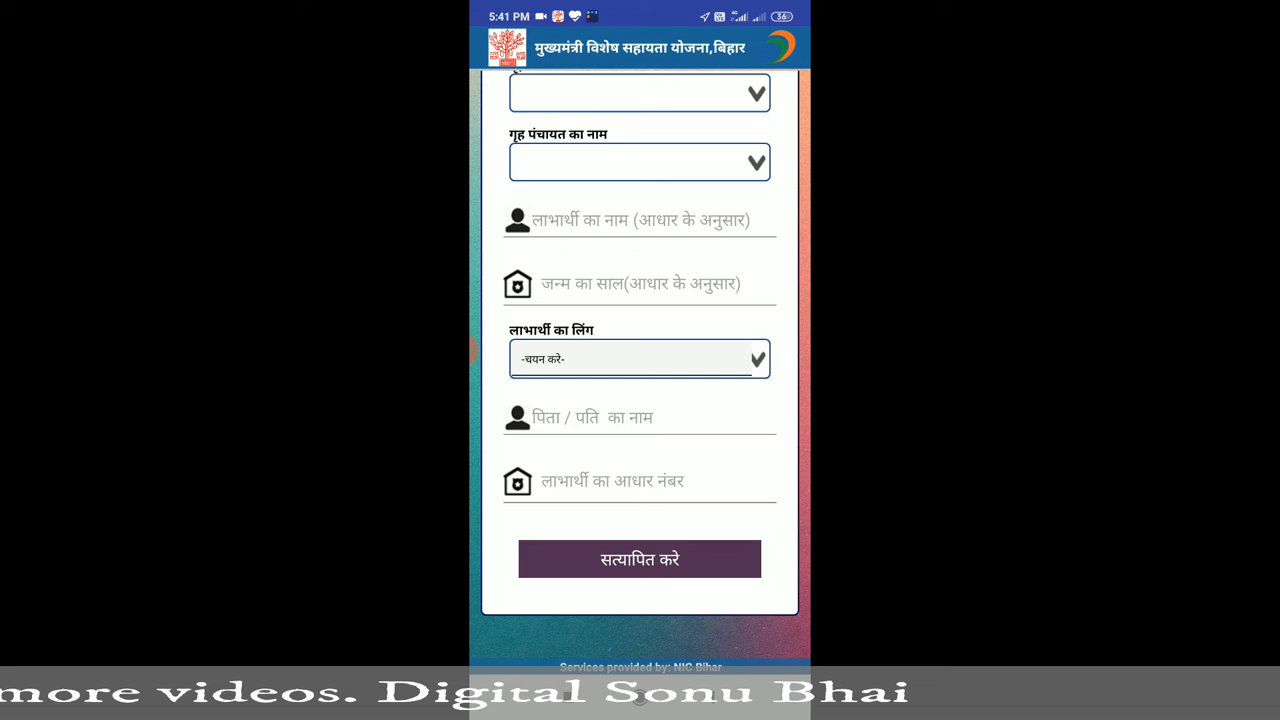 5:41 PM
36
मुख्यमंत्री विशेष सहायता योजना,बिहार
गृह पंचायत का नाम
लाभार्थी का नाम (आधार के अनुसार)
जन्म का साल(आधार के अनुसार)
लाभार्थी का लिंग
-चयन करे-
पिता / पति का नाम
लाभार्थी का आधार नंबर
सत्यापित करे
Services provided by: NIC Bihar
more videos. Digital Sonu Bhai